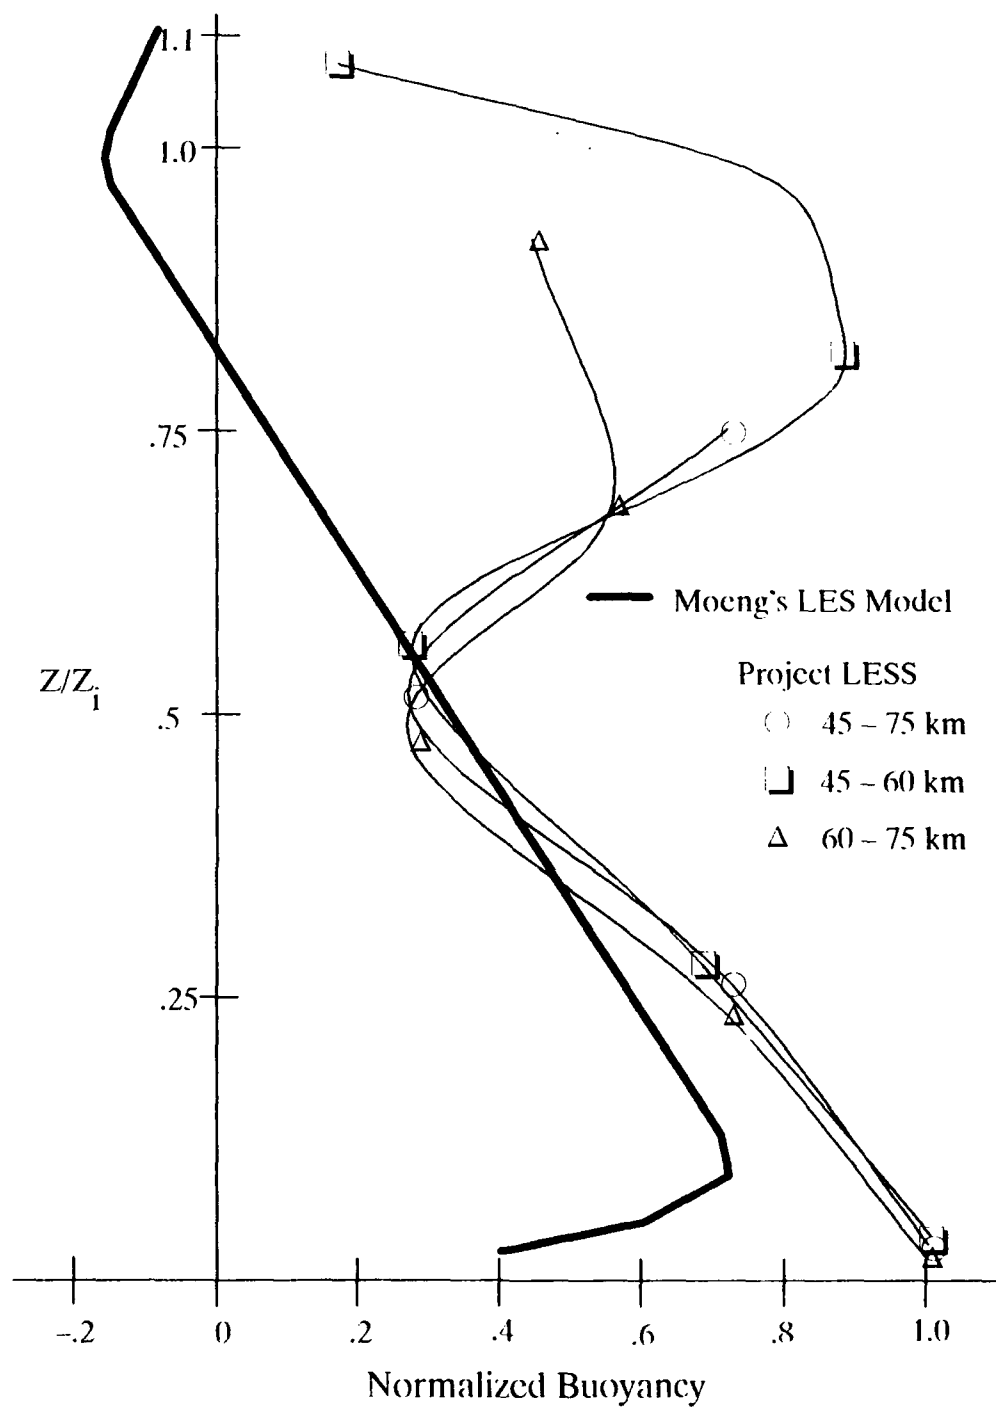 1.1
1.0
.75
Moeng's LES Model
Z/Zi
Project LESS
.5
45 – 75 km
45 – 60 km
60 – 75 km
.25
-.2 0 .2 .4 .6 .8 1.0
Normalized Buoyancy